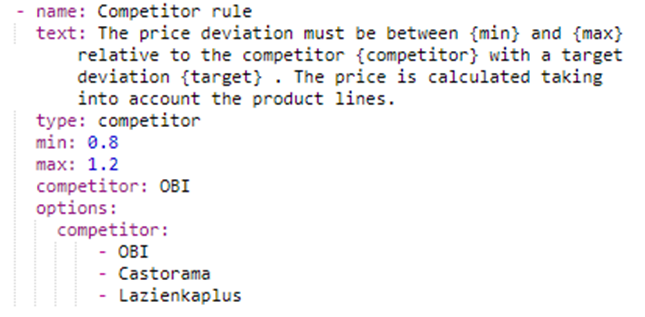 - name: Competitor rule
text: The price deviation must be between {min} and {max}
relative to the competitor {competitor} with a target
deviation {target} . The price is calculated taking
into account the product lines.
type: competitor
min: 0.8
max: 1.2
competitor: OBI
options:
competitor:
- OBI
- Castorama
- Lazienkaplus